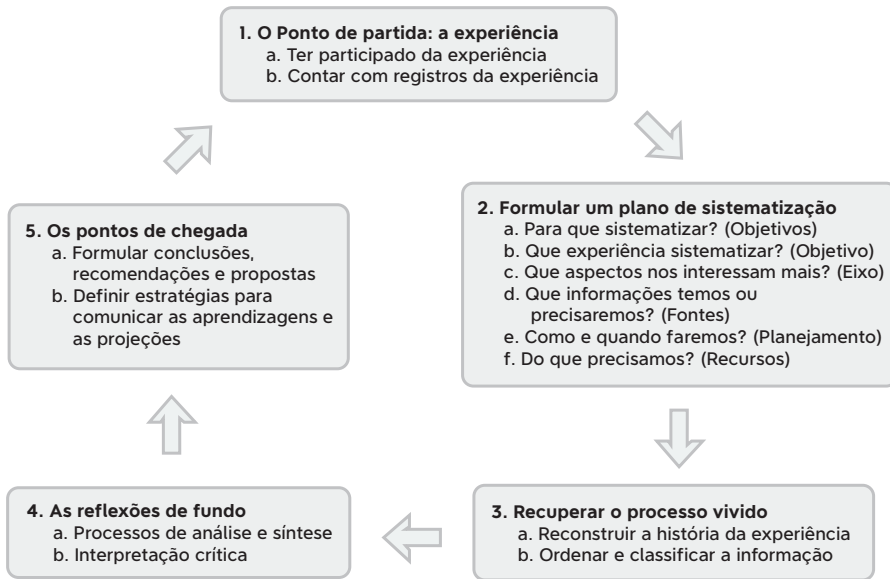 1. O Ponto de partida: a experiência
a. Ter participado da experiência
b. Contar com registros da experiência
2. Formular um plano de sistematização
a. Para que sistematizar? (Objetivos)
b. Que experiência sistematizar? (Objetivo)
c. Que aspectos nos interessam mais? (Eixo)
d. Que informações temos ou
precisaremos? (Fontes)
e. Como e quando faremos? (Planejamento)
f. Do que precisamos? (Recursos)
3. Recuperar o processo vivido
a. Reconstruir a história da experiência
b. Ordenar e classificar a informação
4. As reflexões de fundo
a. Processos de análise e síntese
b. Interpretação crítica
5. Os pontos de chegada
a. Formular conclusões,
recomendações e propostas
b. Definir estratégias para
comunicar as aprendizagens e
as projeções